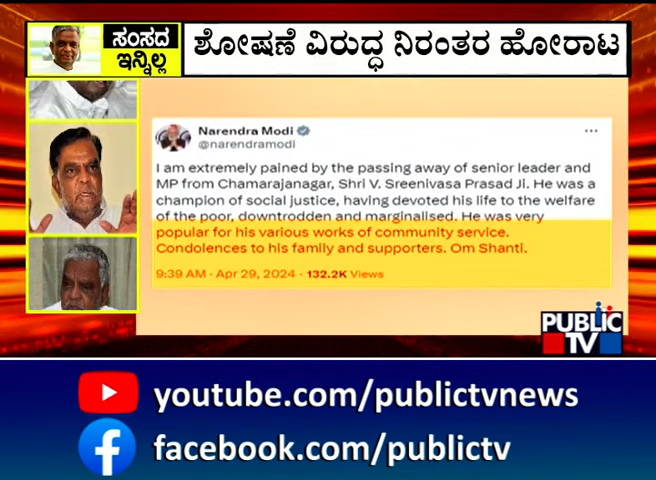 ಸಂಸದ
ಇನ್ನಿಲ್ಲ
ಶೋಷಣೆ ವಿರುದ್ಧ ನಿರಂತರ ಹೋರಾಟ
Narendra Modi
@narendramodi
I am extremely pained by the passing away of senior leader and
MP from Chamarajanagar, Shri V. Sreenivasa Prasad Ji. He was a
champion of social justice, having devoted his life to the welfare
of the poor, downtrodden and marginalised. He was very
popular for his various works of community service.
Condolences to his family and supporters. Om Shanti.
9:39 AM · Apr 29, 2024 · 132.2K Views
PUBLiC
TV
youtube.com/publictvnews
facebook.com/publictv